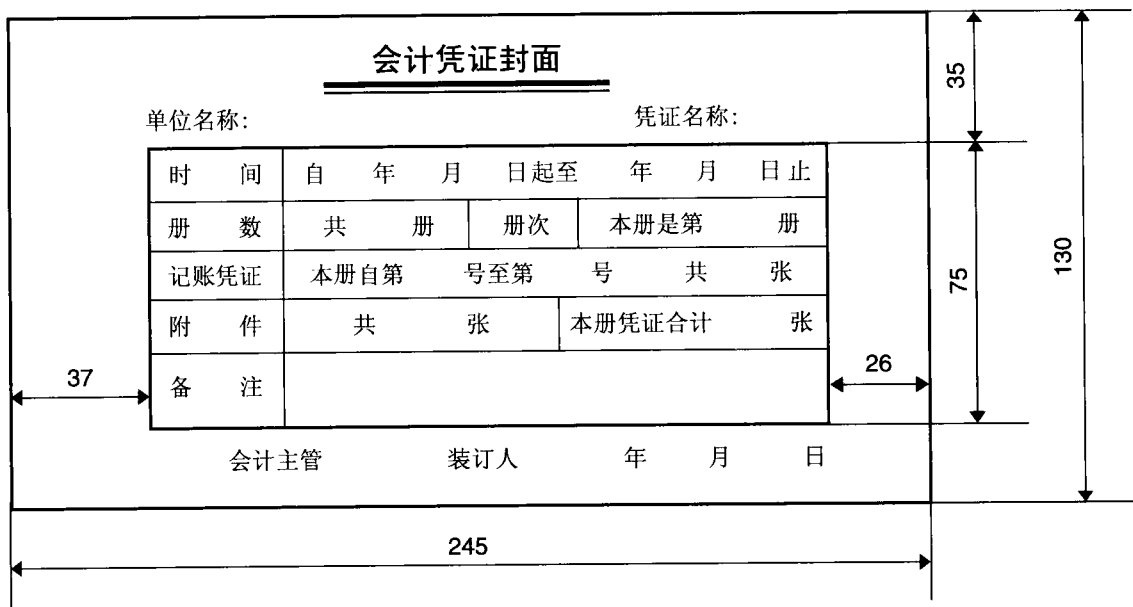 会计凭证封面
单位名称: 凭证名称:
时 间 自 年 月 日起至 年 月 日止
册 数 共 册 册次 本册是第 册
记账凭证 本册自第 号至第 号 共 张
附 件 共 张 本册凭证合计 张
备 注
会计主管 装订人 年 月 日
35
75
130
37
26
245